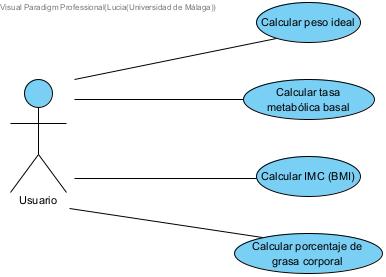 Visual Paradigm Professional(Lucia(Universidad de Málaga))
Calcular peso ideal
Calcular tasa
metabólica basal
Calcular IMC (BMI)
Usuario
Calcular porcentaje de
grasa corporal